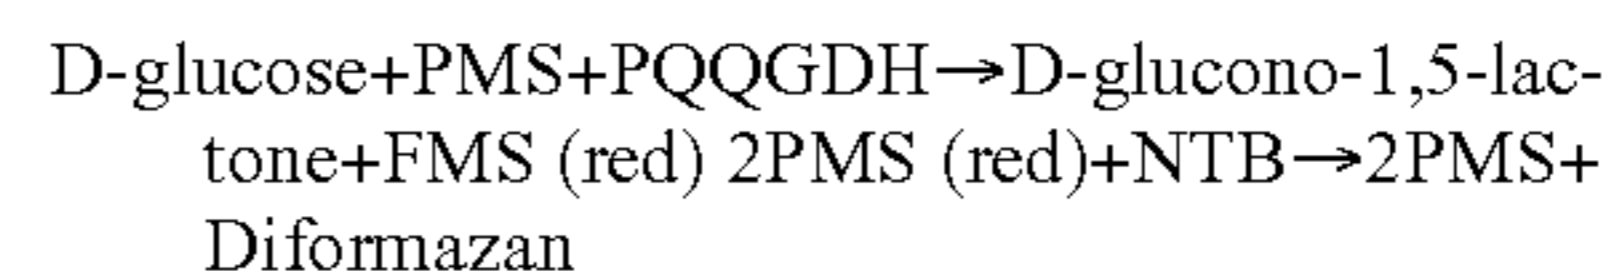 D-glucose+PMS+PQQGDH→D-glucono-1,5-lac-
tone+FMS (red) 2PMS (red)+NTB→2PMS+
Diformazan